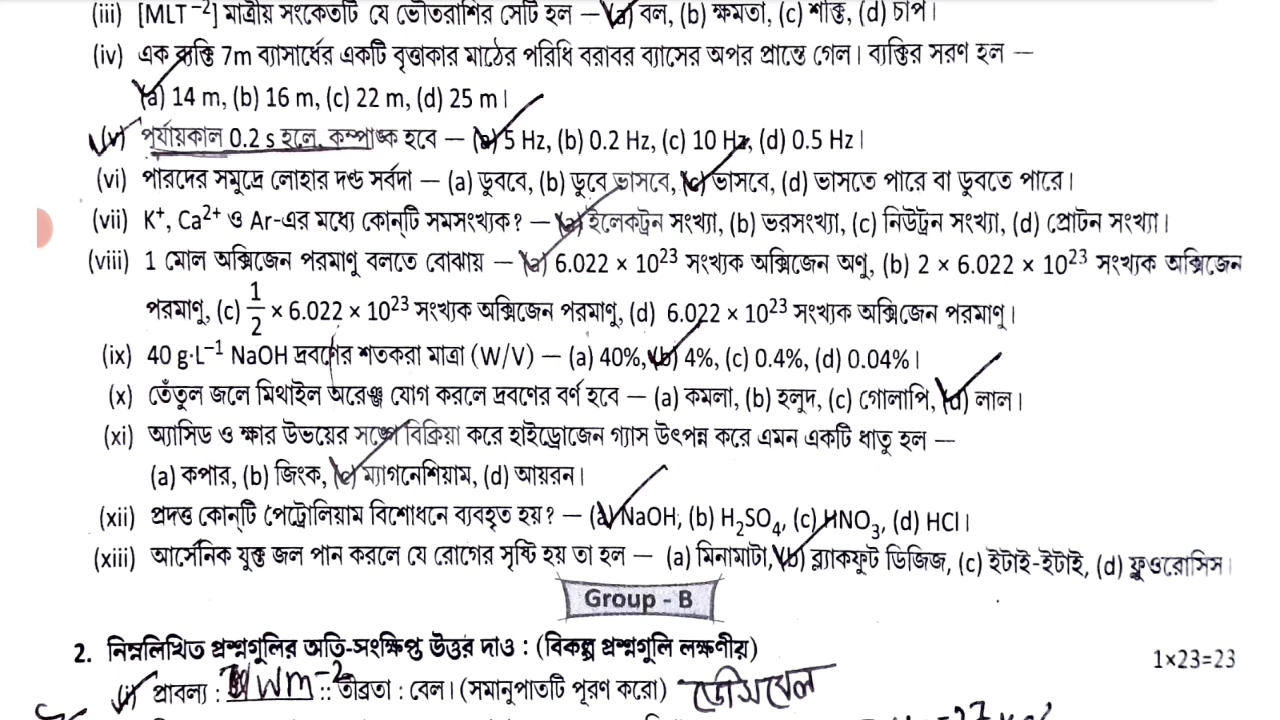 (iii) [MLT⁻²] মাত্রীয় সংকেতটি যে ভৌতরাশির সেটি হল — (a) বল, (b) ক্ষমতা, (c) শক্তি, (d) চাপ।
(iv) এক ব্যক্তি 7m ব্যাসার্ধের একটি বৃত্তাকার মাঠের পরিধি বরাবর ব্যাসের অপর প্রান্তে গেল। ব্যক্তির সরণ হল —
(a) 14 m, (b) 16 m, (c) 22 m, (d) 25 m।
(v) পর্যায়কাল 0.2 s হলে, কম্পাঙ্ক হবে — (a) 5 Hz, (b) 0.2 Hz, (c) 10 Hz, (d) 0.5 Hz।
(vi) পারদের সমুদ্রে লোহার দণ্ড সর্বদা — (a) ডুববে, (b) ডুবে ভাসবে, (c) ভাসবে, (d) ভাসতে পারে বা ডুবতে পারে।
(vii) K⁺, Ca²⁺ ও Ar-এর মধ্যে কোন্‌টি সমসংখ্যক? — (a) ইলেকট্রন সংখ্যা, (b) ভরসংখ্যা, (c) নিউট্রন সংখ্যা, (d) প্রোটন সংখ্যা।
(viii) 1 মোল অক্সিজেন পরমাণু বলতে বোঝায় — (a) 6.022 × 10²³ সংখ্যক অক্সিজেন অণু, (b) 2 × 6.022 × 10²³ সংখ্যক অক্সিজেন
পরমাণু, (c) 1/2 × 6.022 × 10²³ সংখ্যক অক্সিজেন পরমাণু, (d) 6.022 × 10²³ সংখ্যক অক্সিজেন পরমাণু।
(ix) 40 g·L⁻¹ NaOH দ্রবণের শতকরা মাত্রা (W/V) — (a) 40%, (b) 4%, (c) 0.4%, (d) 0.04%।
(x) তেঁতুল জলে মিথাইল অরেঞ্জ যোগ করলে দ্রবণের বর্ণ হবে — (a) কমলা, (b) হলুদ, (c) গোলাপি, (d) লাল।
(xi) অ্যাসিড ও ক্ষার উভয়ের সঙ্গে বিক্রিয়া করে হাইড্রোজেন গ্যাস উৎপন্ন করে এমন একটি ধাতু হল —
(a) কপার, (b) জিংক, (c) ম্যাগনেশিয়াম, (d) আয়রন।
(xii) প্রদত্ত কোন্‌টি পেট্রোলিয়াম বিশোধনে ব্যবহৃত হয়? — (a) NaOH, (b) H₂SO₄, (c) HNO₃, (d) HCl।
(xiii) আর্সেনিক যুক্ত জল পান করলে যে রোগের সৃষ্টি হয় তা হল — (a) মিনামাটা, (b) ব্ল্যাকফুট ডিজিজ, (c) ইটাই-ইটাই, (d) ফ্লুওরোসিস।
Group - B
2. নিম্নলিখিত প্রশ্নগুলির অতি-সংক্ষিপ্ত উত্তর দাও : (বিকল্প প্রশ্নগুলি লক্ষণীয়) 1×23=23
(i) প্রাবল্য : Wm⁻² :: তীব্রতা : বেল। (সমানুপাতটি পূরণ করো) ডেসিবেল